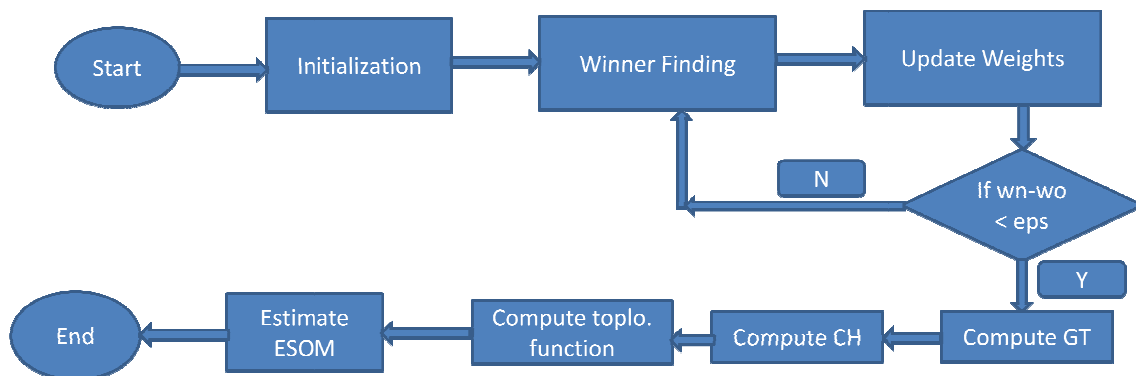 Start
Initialization
Winner Finding
Update Weights
If wn-wo
< eps
N
Y
Compute GT
Compute CH
Compute toplo.
function
Estimate
ESOM
End